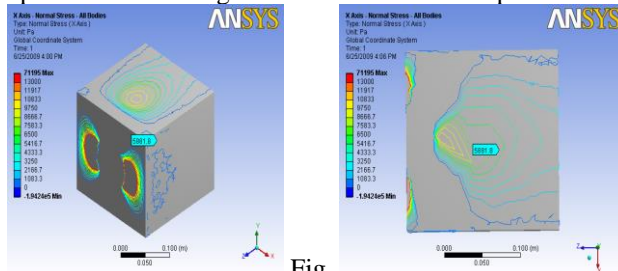 X Axis - Normal Stress - All Bodies
Type: Normal Stress (X Axis)
Unit: Pa
Global Coordinate System
Time: 1
6/25/2009 4:06 PM
ANSYS
71195 Max
13000
11917
10833
9750
8666.7
7583.3
6500
5416.7
4333.3
3250
2166.7
1083.3
0
-1.9424e5 Min
5881.8
0.000
0.100 (m)
0.050
Y
Z
X
Fig
X Axis - Normal Stress - All Bodies
Type: Normal Stress (X Axis)
Unit: Pa
Global Coordinate System
Time: 1
6/25/2009 4:00 PM
ANSYS
71195 Max
13000
11917
10833
9750
8666.7
7583.3
6500
5416.7
4333.3
3250
2166.7
1083.3
0
-1.9424e5 Min
5881.8
0.000
0.100 (m)
0.050